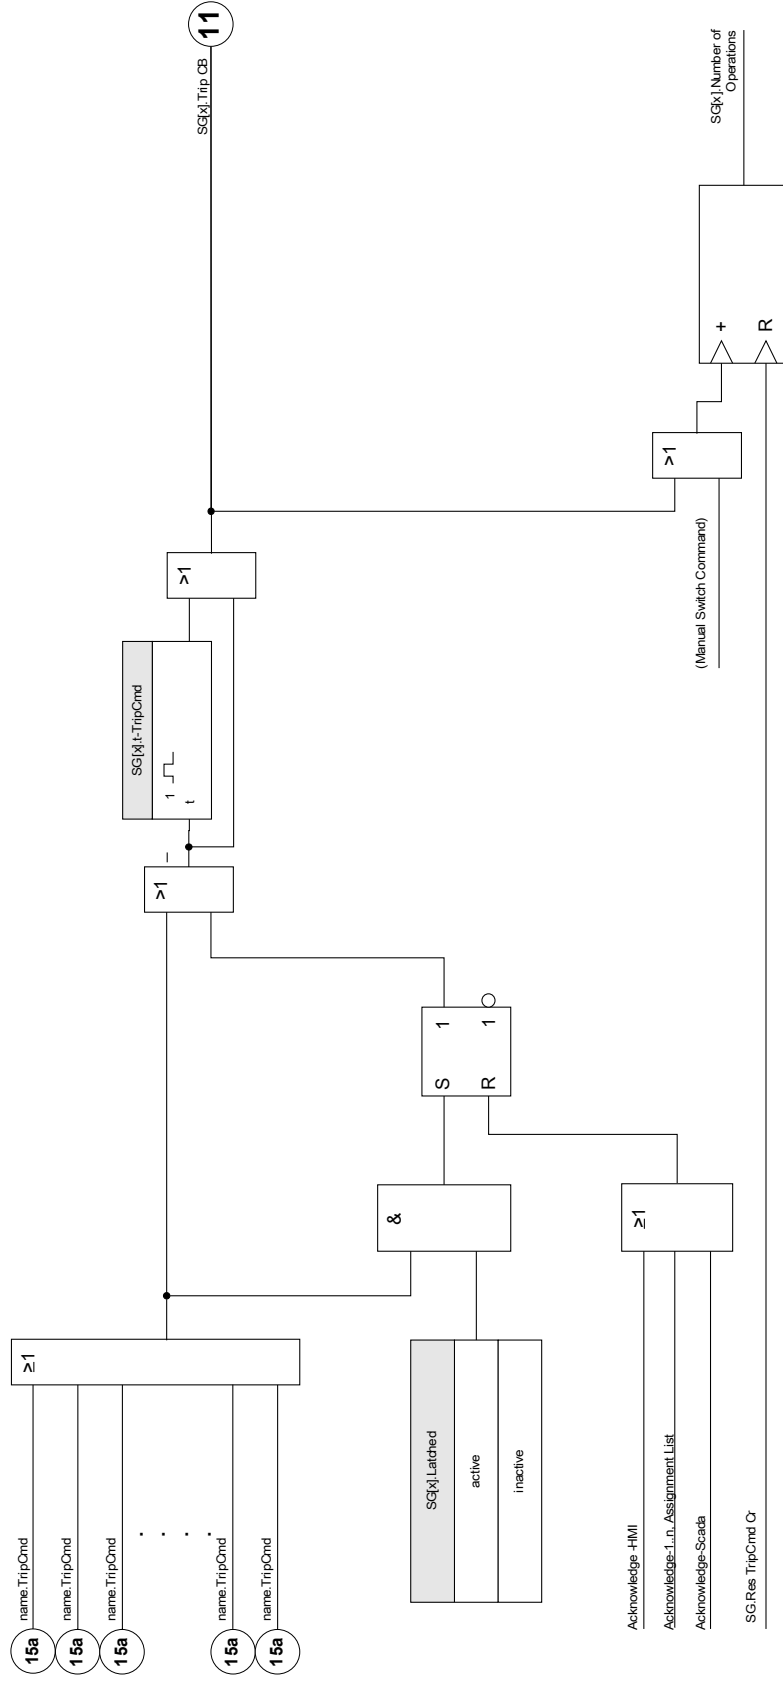 15a name.TripCmd
15a name.TripCmd
15a name.TripCmd
. . . .
15a name.TripCmd
15a name.TripCmd
≥1
>1
SG[x].t-TripCmd
1
t
>1
SG[x].Trip CB
11
SG[x].Latched
active
inactive
&
S 1
R 1
Acknowledge -HMI
Acknowledge-1..n, Assignment List
Acknowledge-Scada
≥1
(Manual Switch Command)
>1
SG.Res TripCmd Cr
+
R
SG[x].Number of
Operations